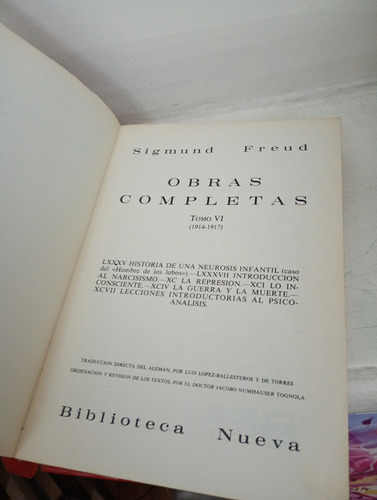 Sigmund Freud
OBRAS
COMPLETAS
TOMO VI
(1914-1917)
LXXXV HISTORIA DE UNA NEUROSIS INFANTIL (caso
del «Hombre de los lobos»).—LXXXVII INTRODUCCION
AL NARCISISMO.—XC LA REPRESION.—XCI LO IN-
CONSCIENTE.—XCIV LA GUERRA Y LA MUERTE.—
XCVII LECCIONES INTRODUCTORIAS AL PSICO-
ANALISIS.
TRADUCCION DIRECTA DEL ALEMAN, POR LUIS LOPEZ-BALLESTEROS Y DE TORRES
ORDENACION Y REVISION DE LOS TEXTOS, POR EL DOCTOR JACOBO NUMHAUSER TOGNOLA
Biblioteca Nueva